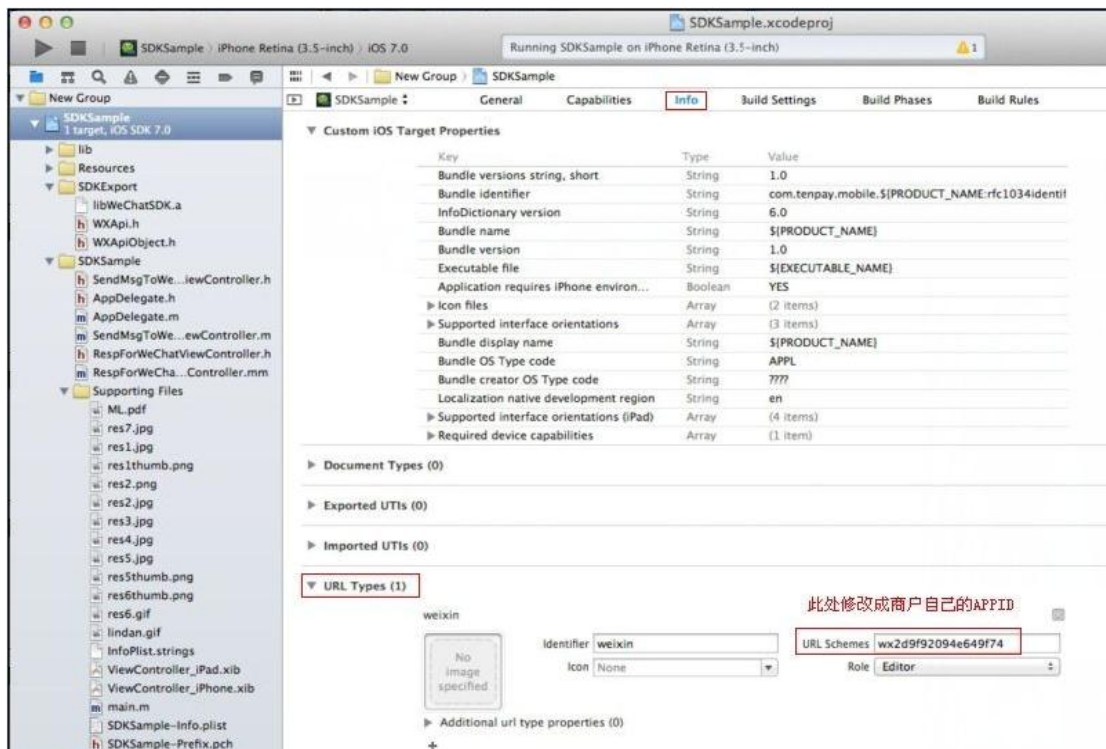 SDKSample.xcodeproj
SDKSample iPhone Retina (3.5-inch) iOS 7.0
Running SDKSample on iPhone Retina (3.5-inch)
1
New Group SDKSample
New Group
SDKSample
1 target, iOS SDK 7.0
lib
Resources
SDKExport
libWeChatSDK.a
WXApi.h
WXApiObject.h
SDKSample
SendMsgToWe...iewController.h
AppDelegate.h
AppDelegate.m
SendMsgToWe...ewController.m
RespForWeChatViewController.h
RespForWeCha...Controller.mm
Supporting Files
ML.pdf
res7.jpg
res1.jpg
res1thumb.png
res2.png
res2.jpg
res3.jpg
res4.jpg
res5.jpg
res5thumb.png
res6thumb.png
res6.gif
lindan.gif
InfoPlist.strings
ViewController_iPad.xib
ViewController_iPhone.xib
main.m
SDKSample-Info.plist
SDKSample-Prefix.pch
SDKSample General Capabilities Info Build Settings Build Phases Build Rules
Custom iOS Target Properties
Key Type Value
Bundle versions string, short String 1.0
Bundle identifier String com.tenpay.mobile.${PRODUCT_NAME:rfc1034identif
InfoDictionary version String 6.0
Bundle name String ${PRODUCT_NAME}
Bundle version String 1.0
Executable file String ${EXECUTABLE_NAME}
Application requires iPhone environ... Boolean YES
Icon files Array (2 items)
Supported interface orientations Array (3 items)
Bundle display name String ${PRODUCT_NAME}
Bundle OS Type code String APPL
Bundle creator OS Type code String ????
Localization native development region String en
Supported interface orientations (iPad) Array (4 items)
Required device capabilities Array (1 item)
Document Types (0)
Exported UTIs (0)
Imported UTIs (0)
URL Types (1)
此处修改成商户自己的APPID
weixin
No image specified
Identifier weixin URL Schemes wx2d9f92094e649f74
Icon None Role Editor
Additional url type properties (0)
+